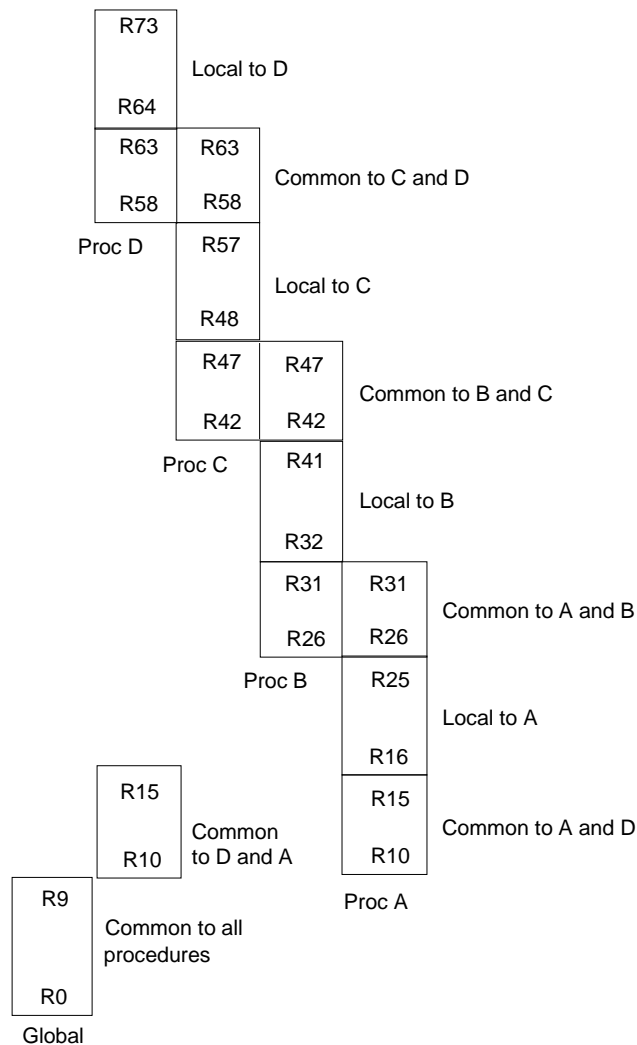 R73
Local to D
R64
R63
R63
Common to C and D
R58
R58
Proc D
R57
Local to C
R48
R47
R47
Common to B and C
R42
R42
Proc C
R41
Local to B
R32
R31
R31
Common to A and B
R26
R26
Proc B
R25
Local to A
R16
R15
R15
Common to A and D
Common
R10
to D and A
R10
Proc A
R9
Common to all
procedures
R0
Global